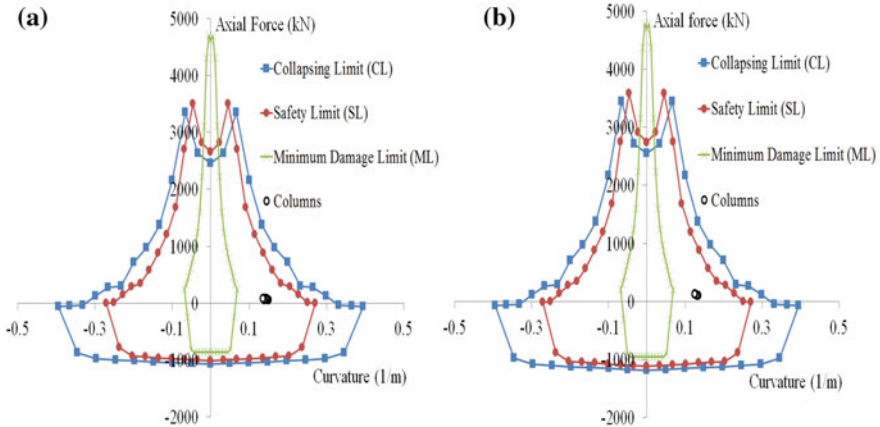 (a)
5000
Axial Force (kN)
4000
3000
2000
1000
0
-1000
-2000
-0.5
-0.3
-0.1
0.1
0.3
0.5
Curvature (1/m)
Collapsing Limit (CL)
Safety Limit (SL)
Minimum Damage Limit (ML)
Columns
(b)
5000
Axial force (kN)
4000
3000
2000
1000
0
-1000
-2000
-0.5
-0.3
-0.1
0.1
0.3
0.5
Curvature (1/m)
Collapsing Limit (CL)
Safety Limit (SL)
Minimum Damage Limit (ML)
Columns